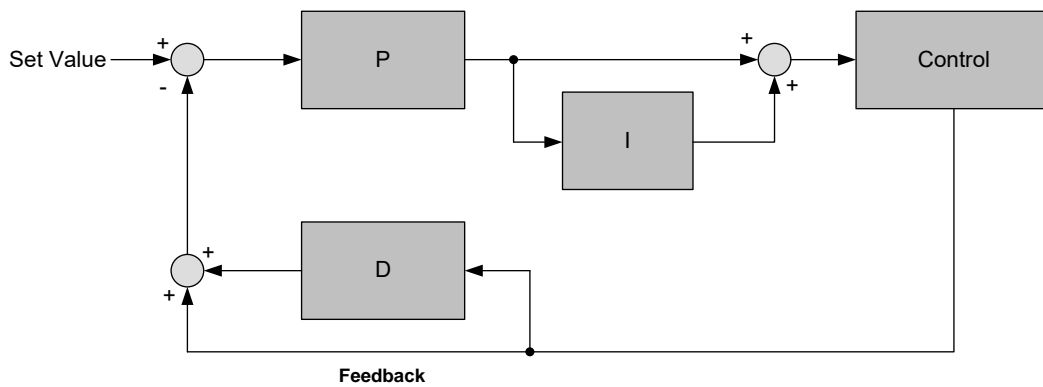 Set Value
+
-
P
+
+
Control
I
D
+
+
Feedback